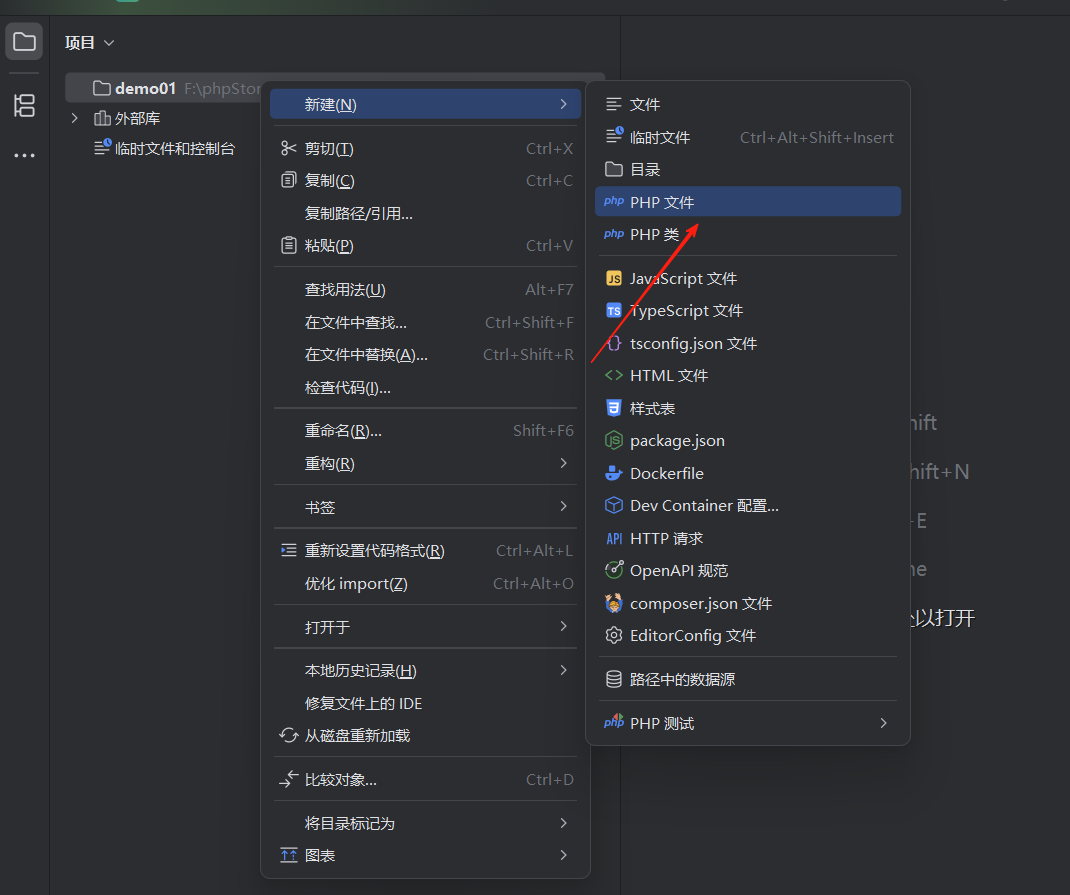 项目
demo01 F:\phpStor
外部库
临时文件和控制台
新建(N)
剪切(T) Ctrl+X
复制(C) Ctrl+C
复制路径/引用...
粘贴(P) Ctrl+V
查找用法(U) Alt+F7
在文件中查找... Ctrl+Shift+F
在文件中替换(A)... Ctrl+Shift+R
检查代码(I)...
重命名(R)... Shift+F6
重构(R)
书签
重新设置代码格式(R) Ctrl+Alt+L
优化 import(Z) Ctrl+Alt+O
打开于
本地历史记录(H)
修复文件上的 IDE
从磁盘重新加载
比较对象... Ctrl+D
将目录标记为
图表
文件
临时文件 Ctrl+Alt+Shift+Insert
目录
php PHP 文件
php PHP 类
JS JavaScript 文件
TS TypeScript 文件
{} tsconfig.json 文件
<> HTML 文件
样式表
JS package.json
Dockerfile
Dev Container 配置...
API HTTP 请求
OpenAPI 规范
composer.json 文件
EditorConfig 文件
路径中的数据源
php PHP 测试
hift
hift+N
E
me
以打开